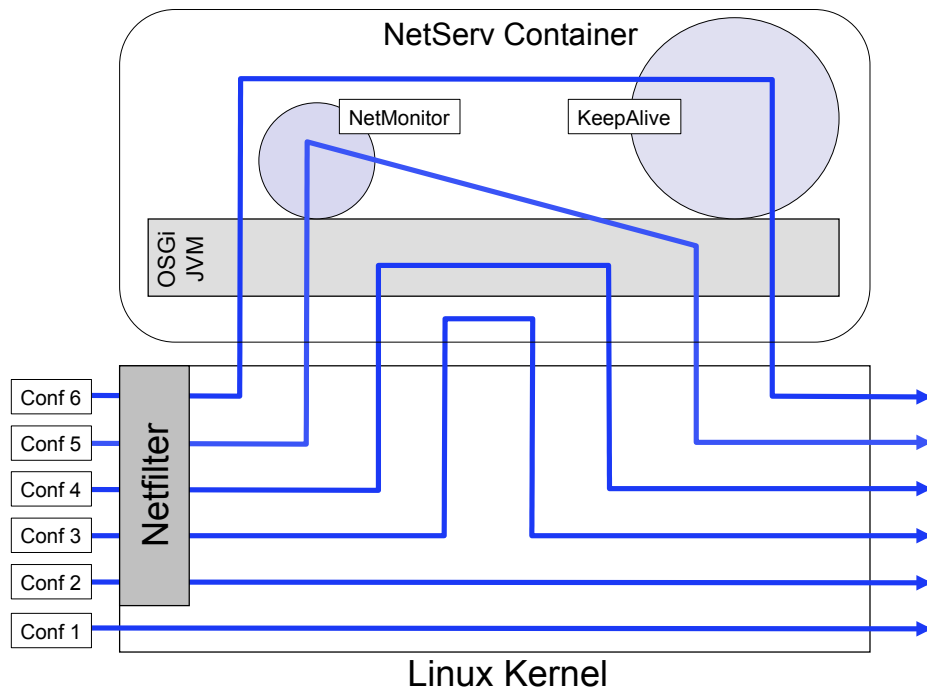 NetServ Container
NetMonitor
KeepAlive
OSGi
JVM
Conf 6
Conf 5
Conf 4
Conf 3
Conf 2
Conf 1
Netfilter
Linux Kernel